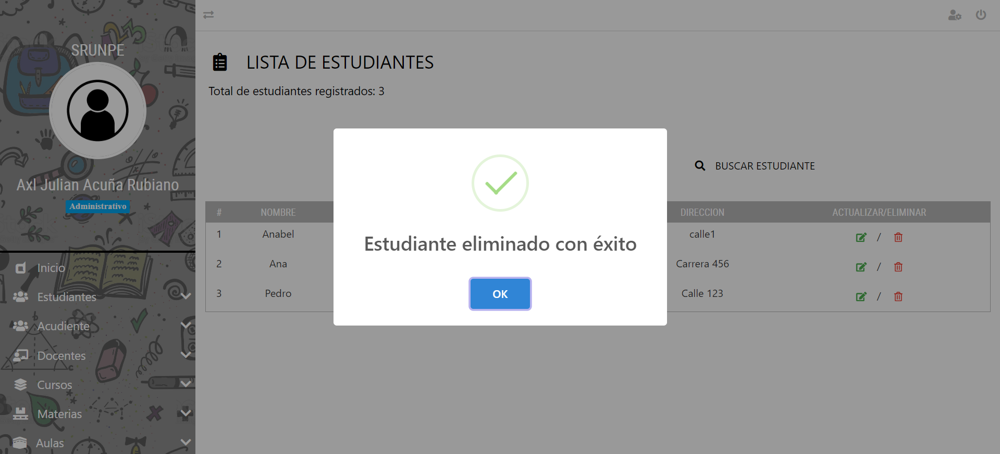 SRUNPE
Axl Julian Acuña Rubiano
Administrativo
Inicio
Estudiantes
Acudiente
Docentes
Cursos
Materias
Aulas
LISTA DE ESTUDIANTES
Total de estudiantes registrados: 3
BUSCAR ESTUDIANTE
# NOMBRE DIRECCION ACTUALIZAR/ELIMINAR
1 Anabel calle1 /
2 Ana Carrera 456 /
3 Pedro Calle 123 /
Estudiante eliminado con éxito
OK